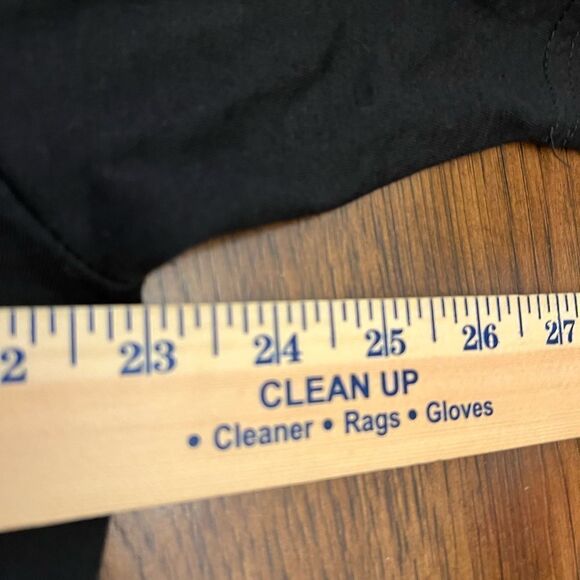 2 23 24 25 26 27
CLEAN UP
• Cleaner • Rags • Gloves